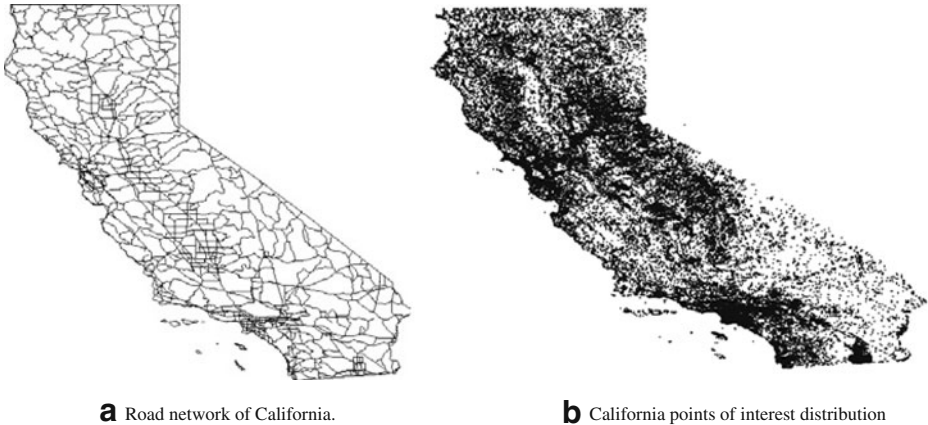 a Road network of California.
b California points of interest distribution